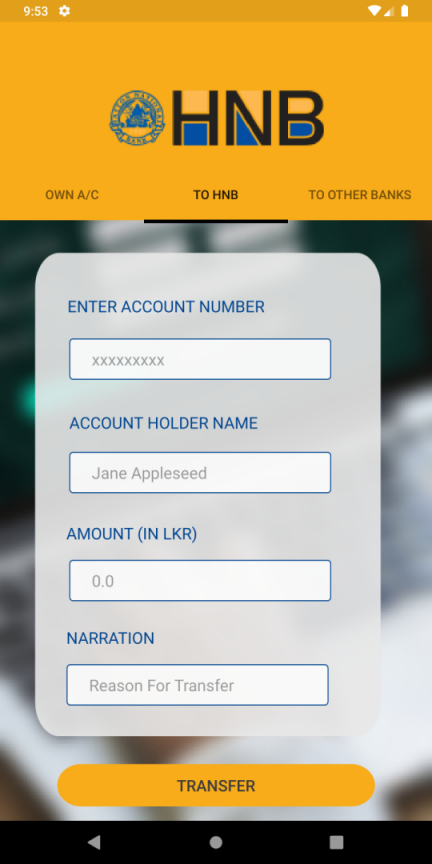 9:53
HNB
OWN A/C
TO HNB
TO OTHER BANKS
ENTER ACCOUNT NUMBER
xxxxxxxxx
ACCOUNT HOLDER NAME
Jane Appleseed
AMOUNT (IN LKR)
0.0
NARRATION
Reason For Transfer
TRANSFER